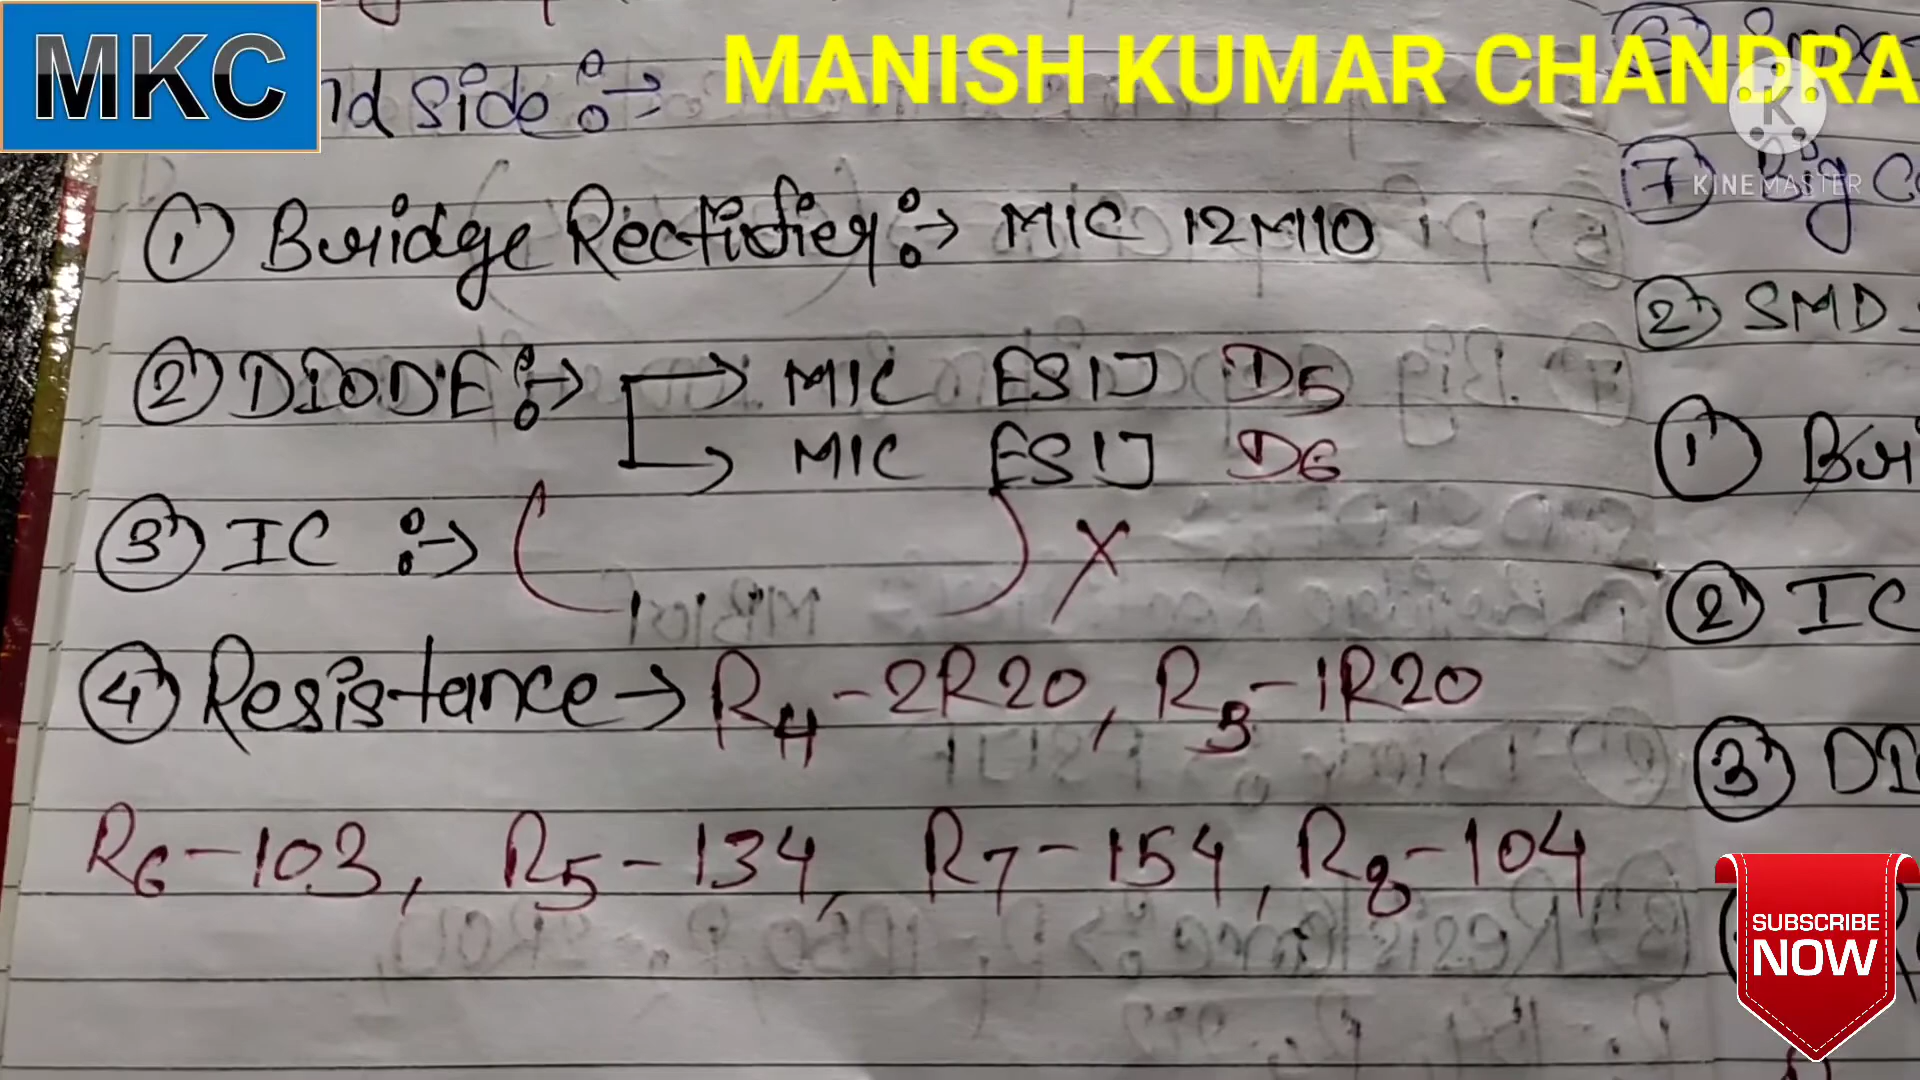 MKC
MANISH KUMAR CHANDRA
nd side :→
① Bridge Rectifier :→ MIC 12M10
② DIODE :→ → MIC ES1J D5
→ MIC ES1J D6
③ IC :→ ( ) X
④ Resistance → R4 - 2R20, R3 - 1R20
R6 - 103, R5 - 134, R7 - 154, R8 - 104
K
KINEMASTER
⑦ Big C
② SMD
①
② IC
③ DI
SUBSCRIBE
NOW